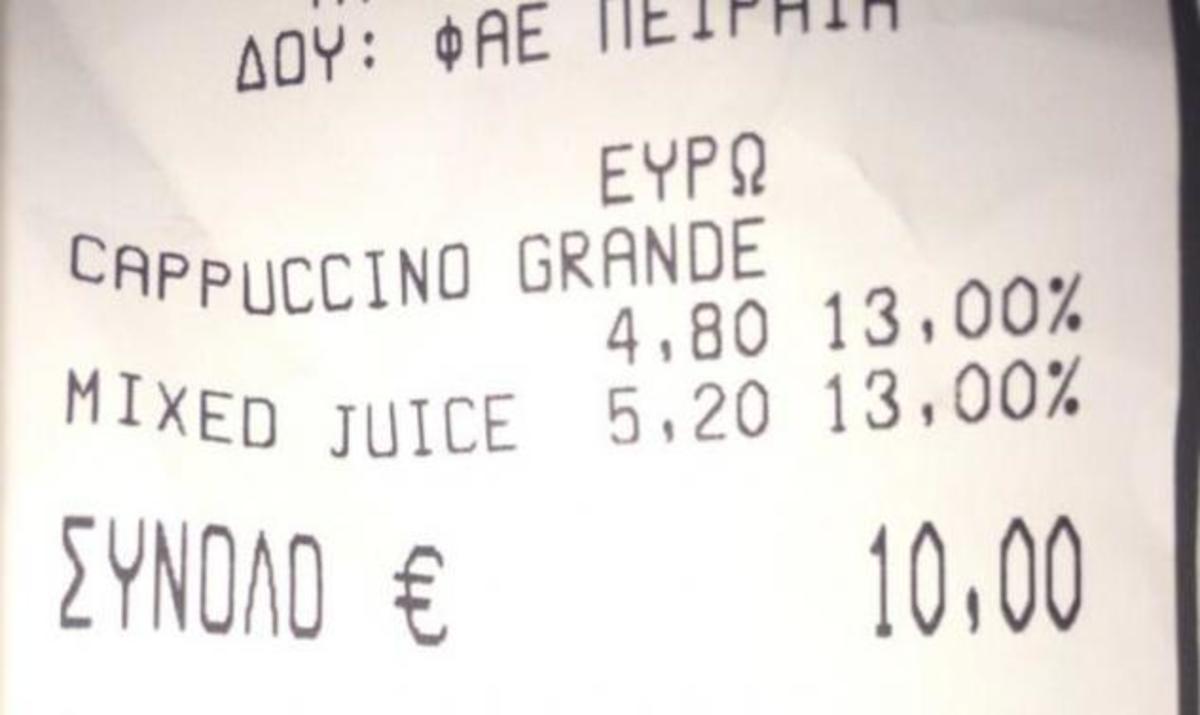 ΔΟΥ: ΦΑΕ ΠΕΙΡΑΙΑ
ΕΥΡΩ
CAPPUCCINO GRANDE
4,80 13,00%
MIXED JUICE 5,20 13,00%
ΣΥΝΟΛΟ € 10,00